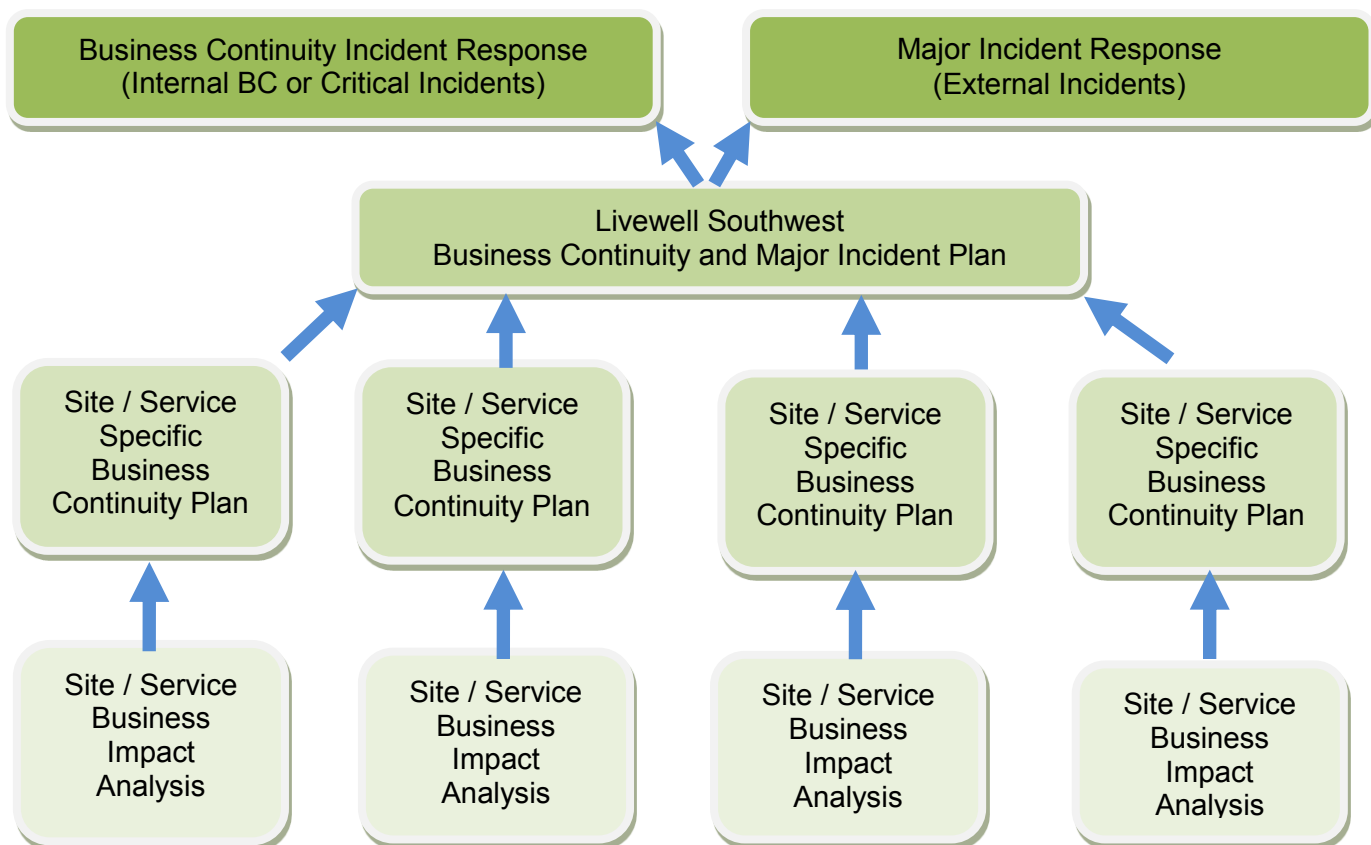 Business Continuity Incident Response
(Internal BC or Critical Incidents)
Major Incident Response
(External Incidents)
Livewell Southwest
Business Continuity and Major Incident Plan
Site / Service
Specific
Business
Continuity Plan
Site / Service
Specific
Business
Continuity Plan
Site / Service
Specific
Business
Continuity Plan
Site / Service
Specific
Business
Continuity Plan
Site / Service
Business
Impact
Analysis
Site / Service
Business
Impact
Analysis
Site / Service
Business
Impact
Analysis
Site / Service
Business
Impact
Analysis